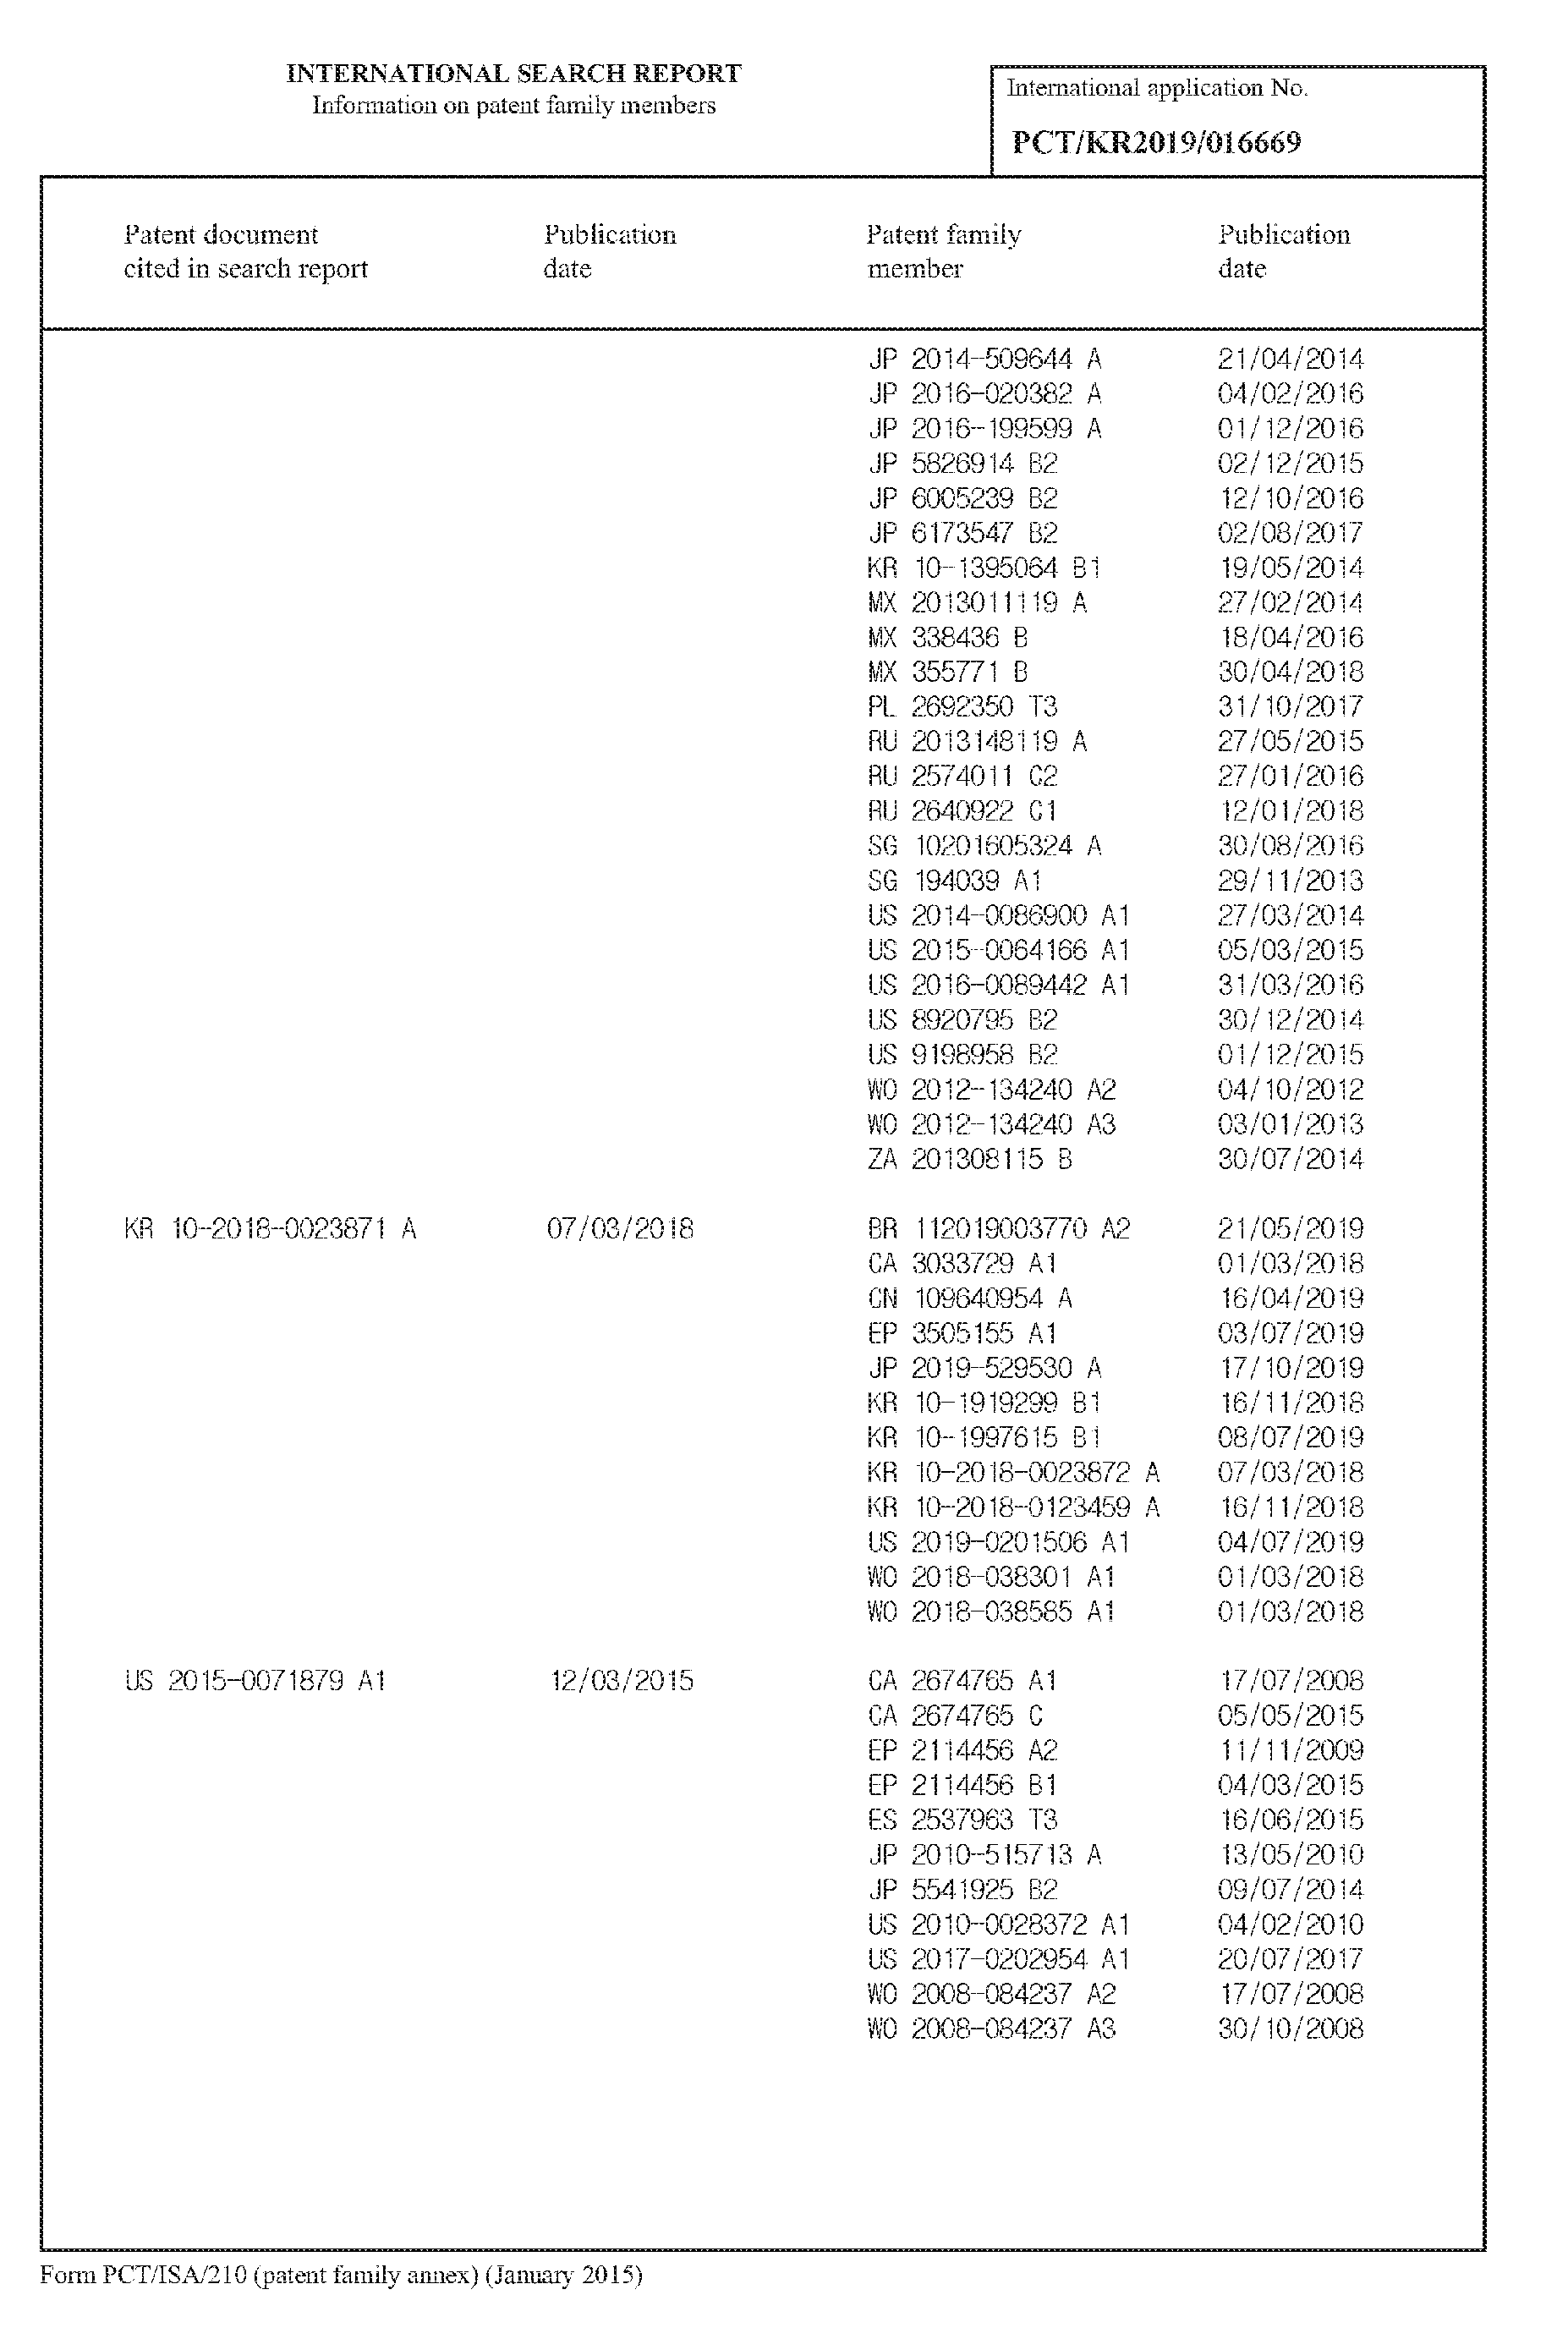 INTERNATIONAL SEARCH REPORT
Information on patent family members
International application No.
PCT/KR2019/016669
Patent document cited in search report
Publication date
Patent family member
Publication date
JP 2014-509644 A 21/04/2014
JP 2016-020382 A 04/02/2016
JP 2016-199599 A 01/12/2016
JP 5826914 B2 02/12/2015
JP 6005239 B2 12/10/2016
JP 6173547 B2 02/08/2017
KR 10-1395064 B1 19/05/2014
MX 2013011119 A 27/02/2014
MX 338436 B 18/04/2016
MX 355771 B 30/04/2018
PL 2692350 T3 31/10/2017
RU 2013148119 A 27/05/2015
RU 2574011 C2 27/01/2016
RU 2640922 C1 12/01/2018
SG 10201605324 A 30/08/2016
SG 194039 A1 29/11/2013
US 2014-0086900 A1 27/03/2014
US 2015-0064166 A1 05/03/2015
US 2016-0089442 A1 31/03/2016
US 8920795 B2 30/12/2014
US 9198958 B2 01/12/2015
WO 2012-134240 A2 04/10/2012
WO 2012-134240 A3 03/01/2013
ZA 201308115 B 30/07/2014
KR 10-2018-0023871 A 07/03/2018 BR 112019003770 A2 21/05/2019
CA 3033729 A1 01/03/2018
CN 109640954 A 16/04/2019
EP 3505155 A1 03/07/2019
JP 2019-529530 A 17/10/2019
KR 10-1919299 B1 16/11/2018
KR 10-1997615 B1 08/07/2019
KR 10-2018-0023872 A 07/03/2018
KR 10-2018-0123459 A 16/11/2018
US 2019-0201506 A1 04/07/2019
WO 2018-038301 A1 01/03/2018
WO 2018-038585 A1 01/03/2018
US 2015-0071879 A1 12/03/2015 CA 2674765 A1 17/07/2008
CA 2674765 C 05/05/2015
EP 2114456 A2 11/11/2009
EP 2114456 B1 04/03/2015
ES 2537963 T3 16/06/2015
JP 2010-515713 A 13/05/2010
JP 5541925 B2 09/07/2014
US 2010-0028372 A1 04/02/2010
US 2017-0202954 A1 20/07/2017
WO 2008-084237 A2 17/07/2008
WO 2008-084237 A3 30/10/2008
Form PCT/ISA/210 (patent family annex) (January 2015)